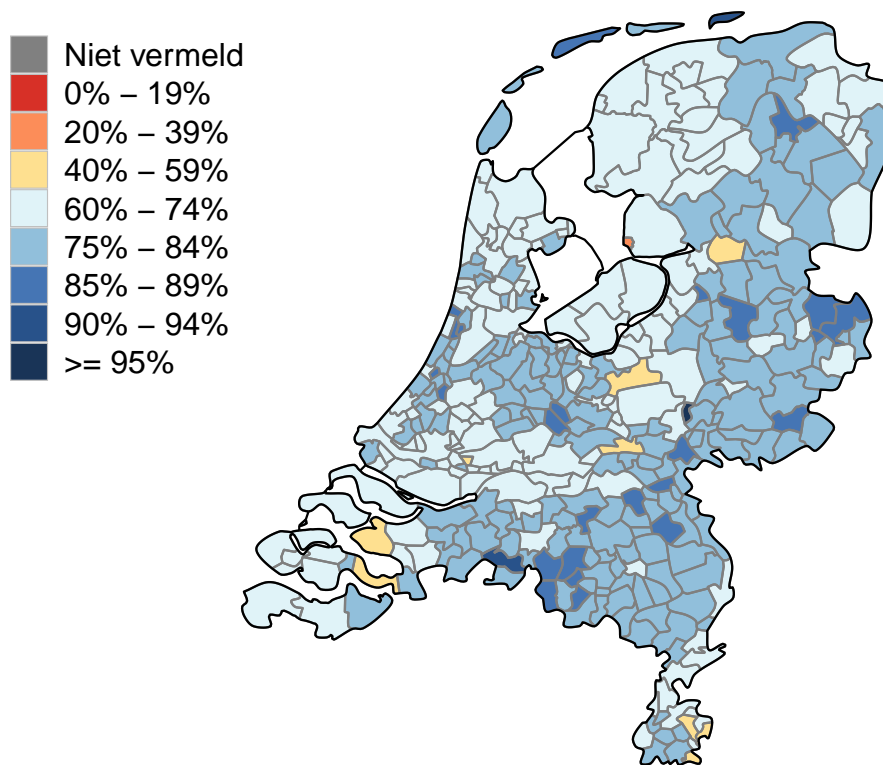 Niet vermeld
0% – 19%
20% – 39%
40% – 59%
60% – 74%
75% – 84%
85% – 89%
90% – 94%
>= 95%